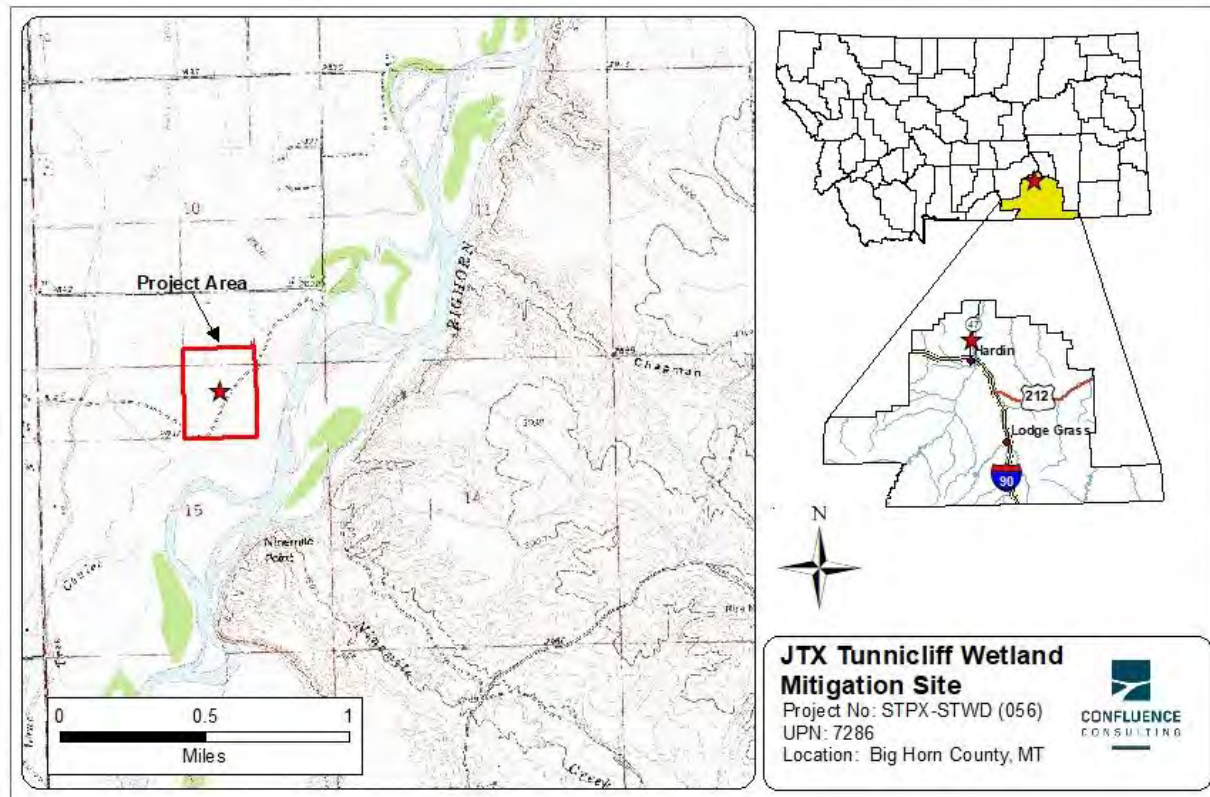 Project Area
10
11
BIGHORN
Chapman
15
14
Ninemile
Point
Ninemile
Creek
Coulee
0 0.5 1
Miles
47
Hardin
212
Lodge Grass
90
N
JTX Tunnicliff Wetland
Mitigation Site
Project No: STPX-STWD (056)
UPN: 7286
Location: Big Horn County, MT
CONFLUENCE
CONSULTING